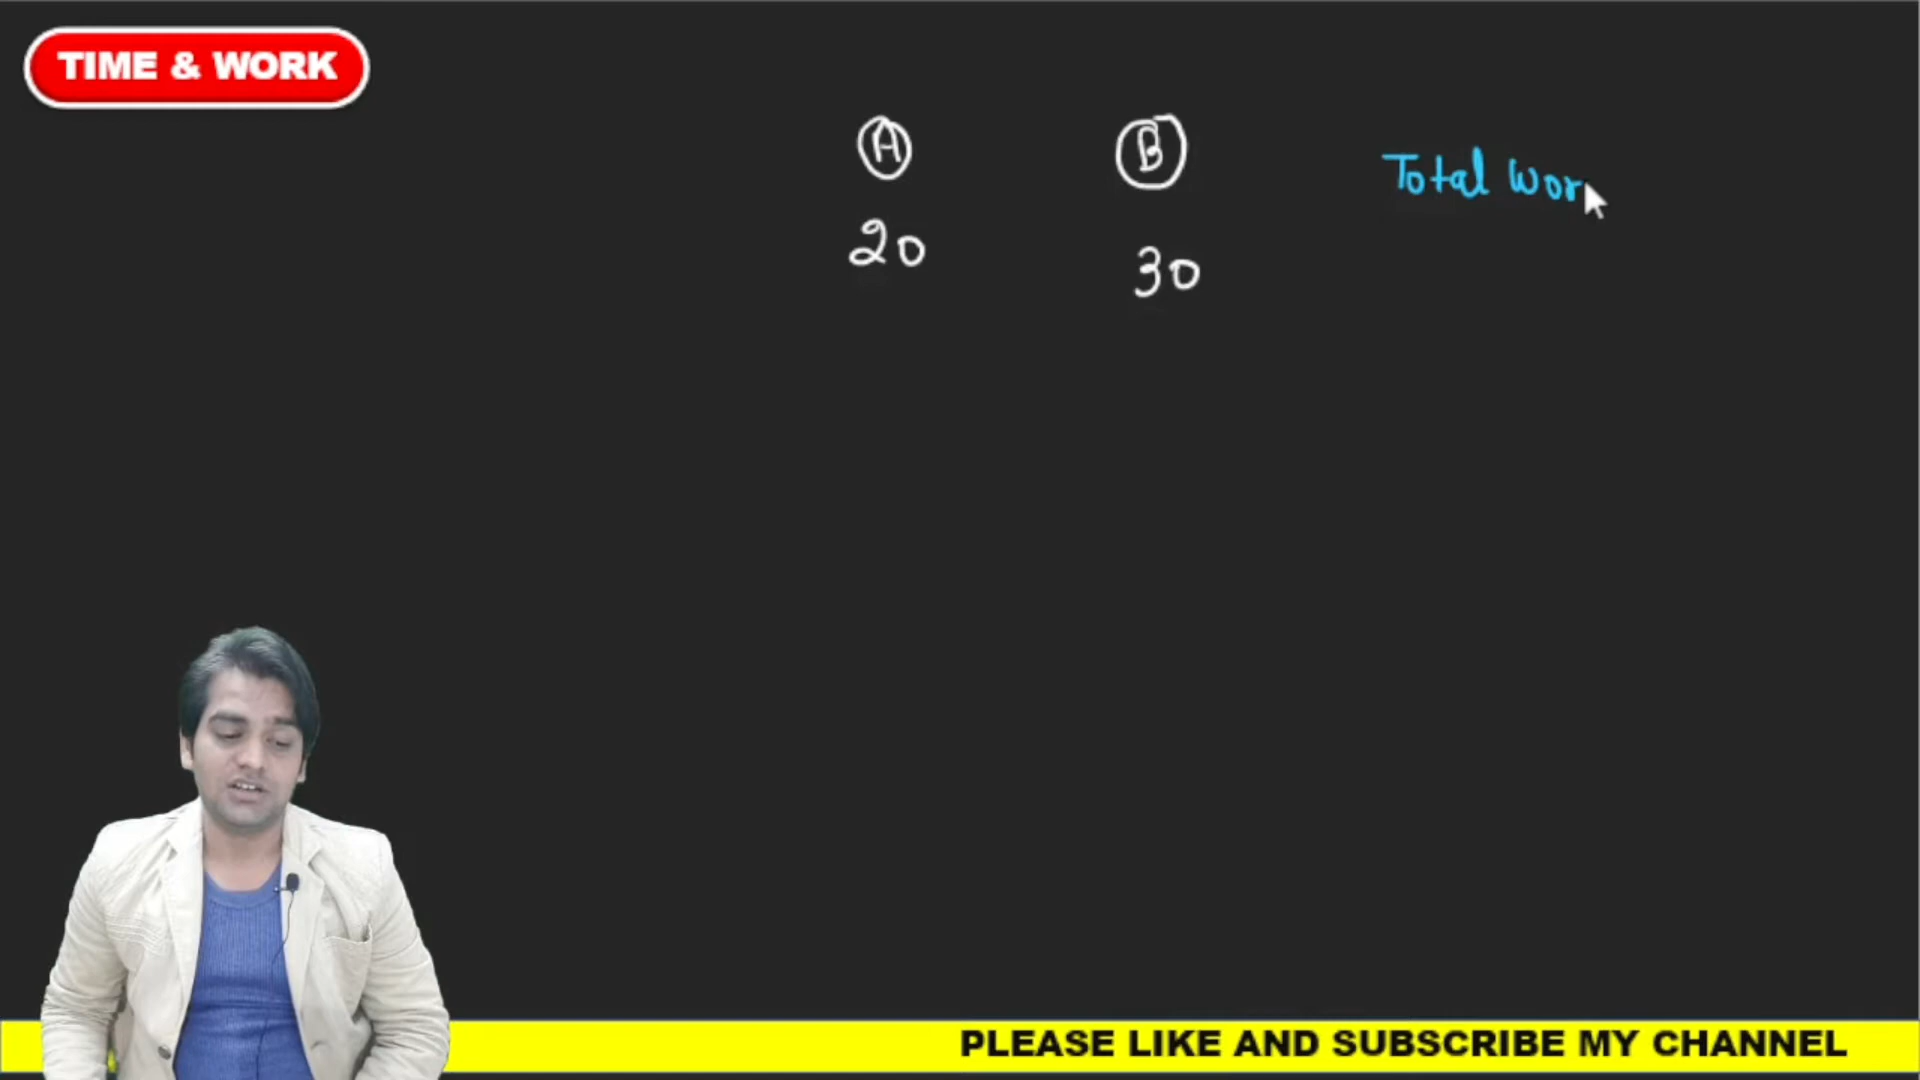 TIME & WORK
A B
Total Wor
20 30
PLEASE LIKE AND SUBSCRIBE MY CHANNEL